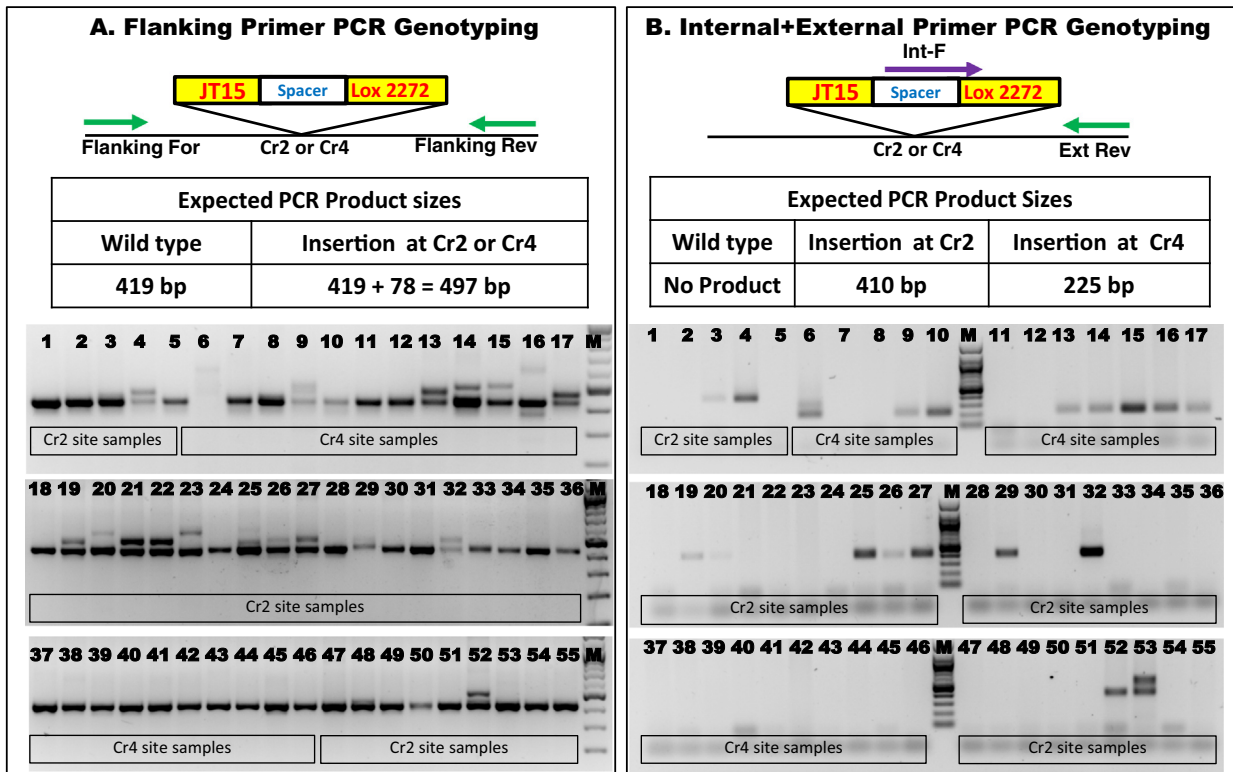 A. Flanking Primer PCR Genotyping
JT15 Spacer Lox 2272
Flanking For Cr2 or Cr4 Flanking Rev
Expected PCR Product sizes
Wild type Insertion at Cr2 or Cr4
419 bp 419 + 78 = 497 bp
1 2 3 4 5 6 7 8 9 10 11 12 13 14 15 16 17 M
Cr2 site samples Cr4 site samples
18 19 20 21 22 23 24 25 26 27 28 29 30 31 32 33 34 35 36 M
Cr2 site samples
37 38 39 40 41 42 43 44 45 46 47 48 49 50 51 52 53 54 55 M
Cr4 site samples Cr2 site samples
B. Internal+External Primer PCR Genotyping
Int-F
JT15 Spacer Lox 2272
Cr2 or Cr4 Ext Rev
Expected PCR Product Sizes
Wild type Insertion at Cr2 Insertion at Cr4
No Product 410 bp 225 bp
1 2 3 4 5 6 7 8 9 10 M 11 12 13 14 15 16 17
Cr2 site samples Cr4 site samples Cr4 site samples
18 19 20 21 22 23 24 25 26 27 M 28 29 30 31 32 33 34 35 36
Cr2 site samples Cr2 site samples
37 38 39 40 41 42 43 44 45 46 M 47 48 49 50 51 52 53 54 55
Cr4 site samples Cr2 site samples